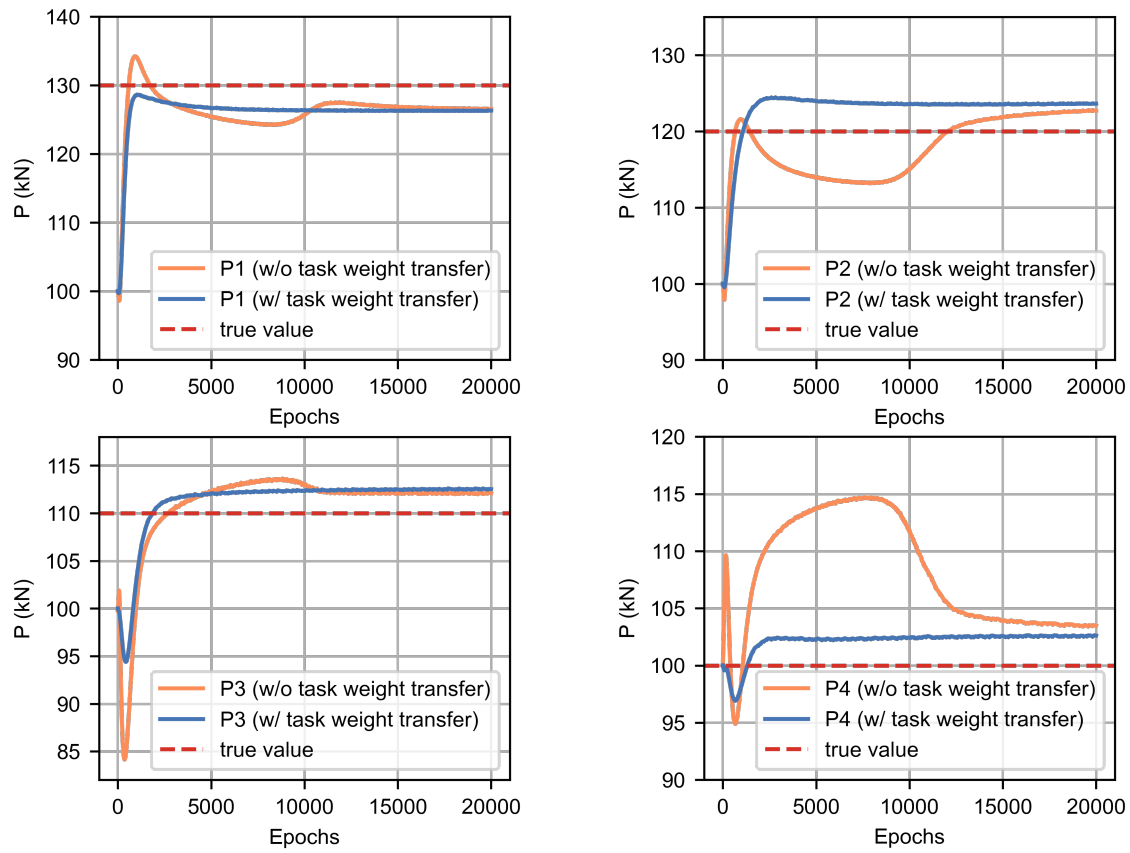 140
130
120
110
100
90
P (kN)
P1 (w/o task weight transfer)
P1 (w/ task weight transfer)
true value
0 5000 10000 15000 20000
Epochs
130
120
110
100
90
P (kN)
P2 (w/o task weight transfer)
P2 (w/ task weight transfer)
true value
0 5000 10000 15000 20000
Epochs
115
110
105
100
95
90
85
P (kN)
P3 (w/o task weight transfer)
P3 (w/ task weight transfer)
true value
0 5000 10000 15000 20000
Epochs
120
115
110
105
100
95
90
P (kN)
P4 (w/o task weight transfer)
P4 (w/ task weight transfer)
true value
0 5000 10000 15000 20000
Epochs